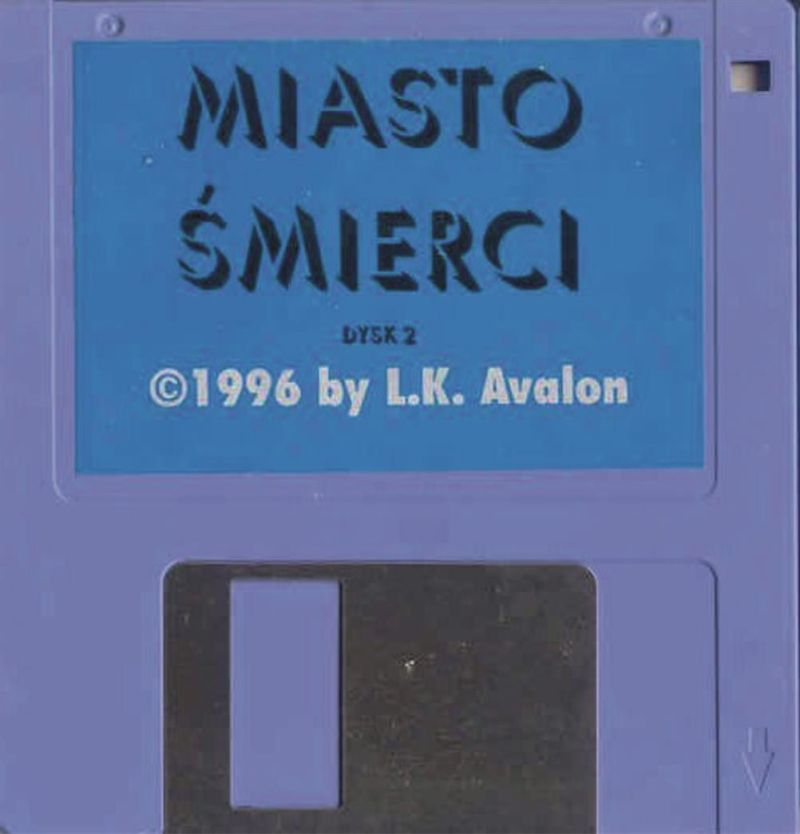 MIASTO
ŚMIERCI
DYSK 2
©1996 by L.K. Avalon